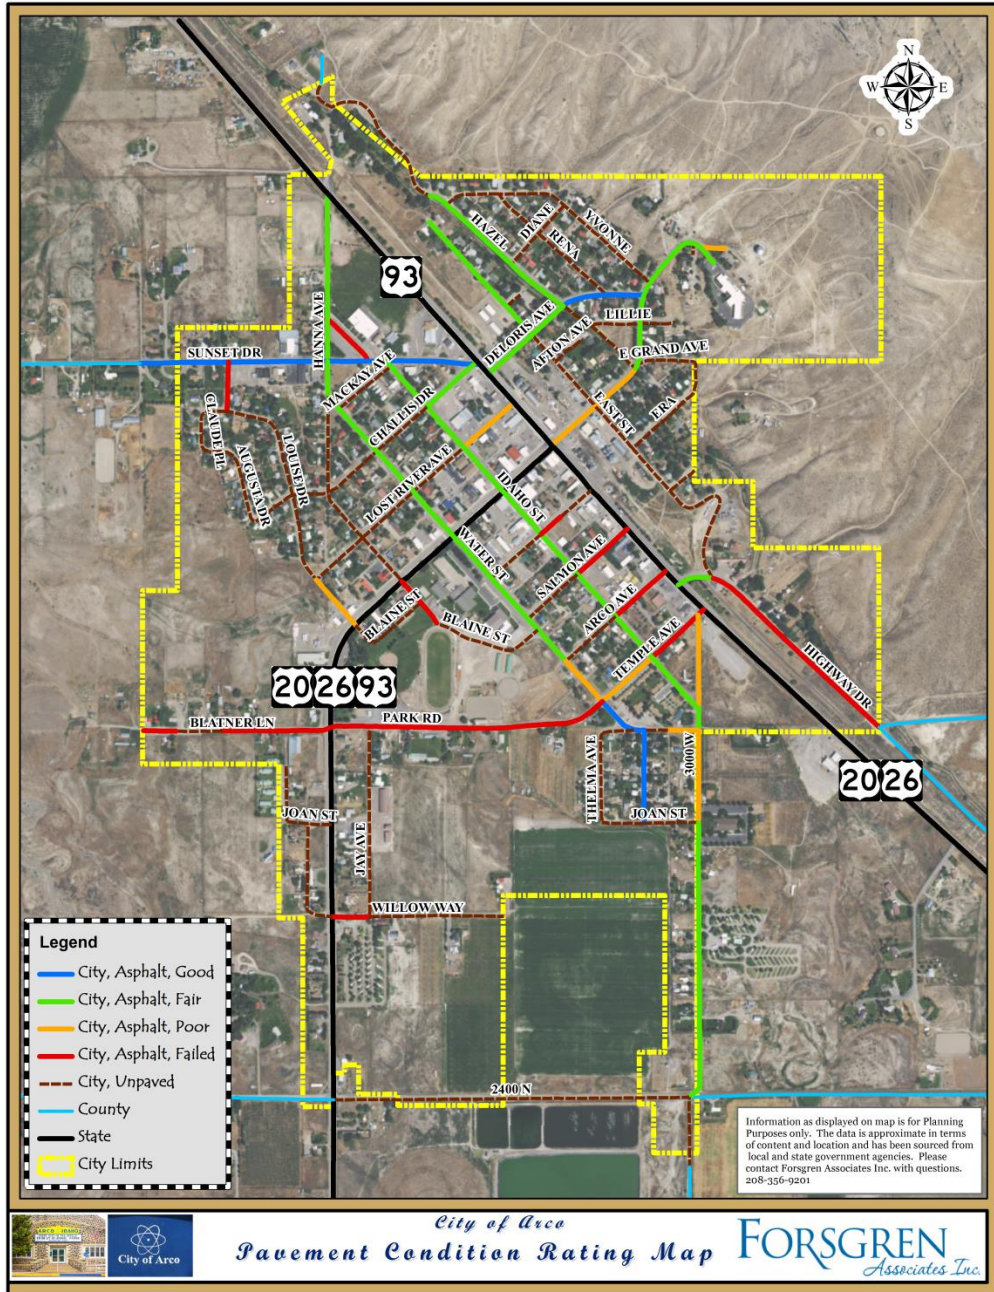 N
W E
S
HAZEL
DIANE
YVONNE
RENA
93
LILLIE
HANNA AVE
DELORIS AVE
AFTON AVE
SUNSET DR
E GRAND AVE
MACKAY AVE
CHALLIS DR
EAST ST
ERA
CLAUDE PL
AUGUSTA DR
LOUISE DR
LOST RIVER AVE
IDAHO ST
WATER ST
SALMON AVE
ARCO AVE
BLAINE ST
BLAINE ST
TEMPLE AVE
HIGHWAY DR
20 26 93
BLATNER LN
PARK RD
THELMA AVE
3000 W
20 26
JOAN ST
JOAN ST
JAY AVE
WILLOW WAY
2400 N
Legend
City, Asphalt, Good
City, Asphalt, Fair
City, Asphalt, Poor
City, Asphalt, Failed
City, Unpaved
County
State
City Limits
Information as displayed on map is for Planning
Purposes only. The data is approximate in terms
of content and location and has been sourced from
local and state government agencies. Please
contact Forsgren Associates Inc. with questions.
208-356-9201
ARCO IDAHO
City of Arco
City of Arco
Pavement Condition Rating Map
FORSGREN
Associates Inc.